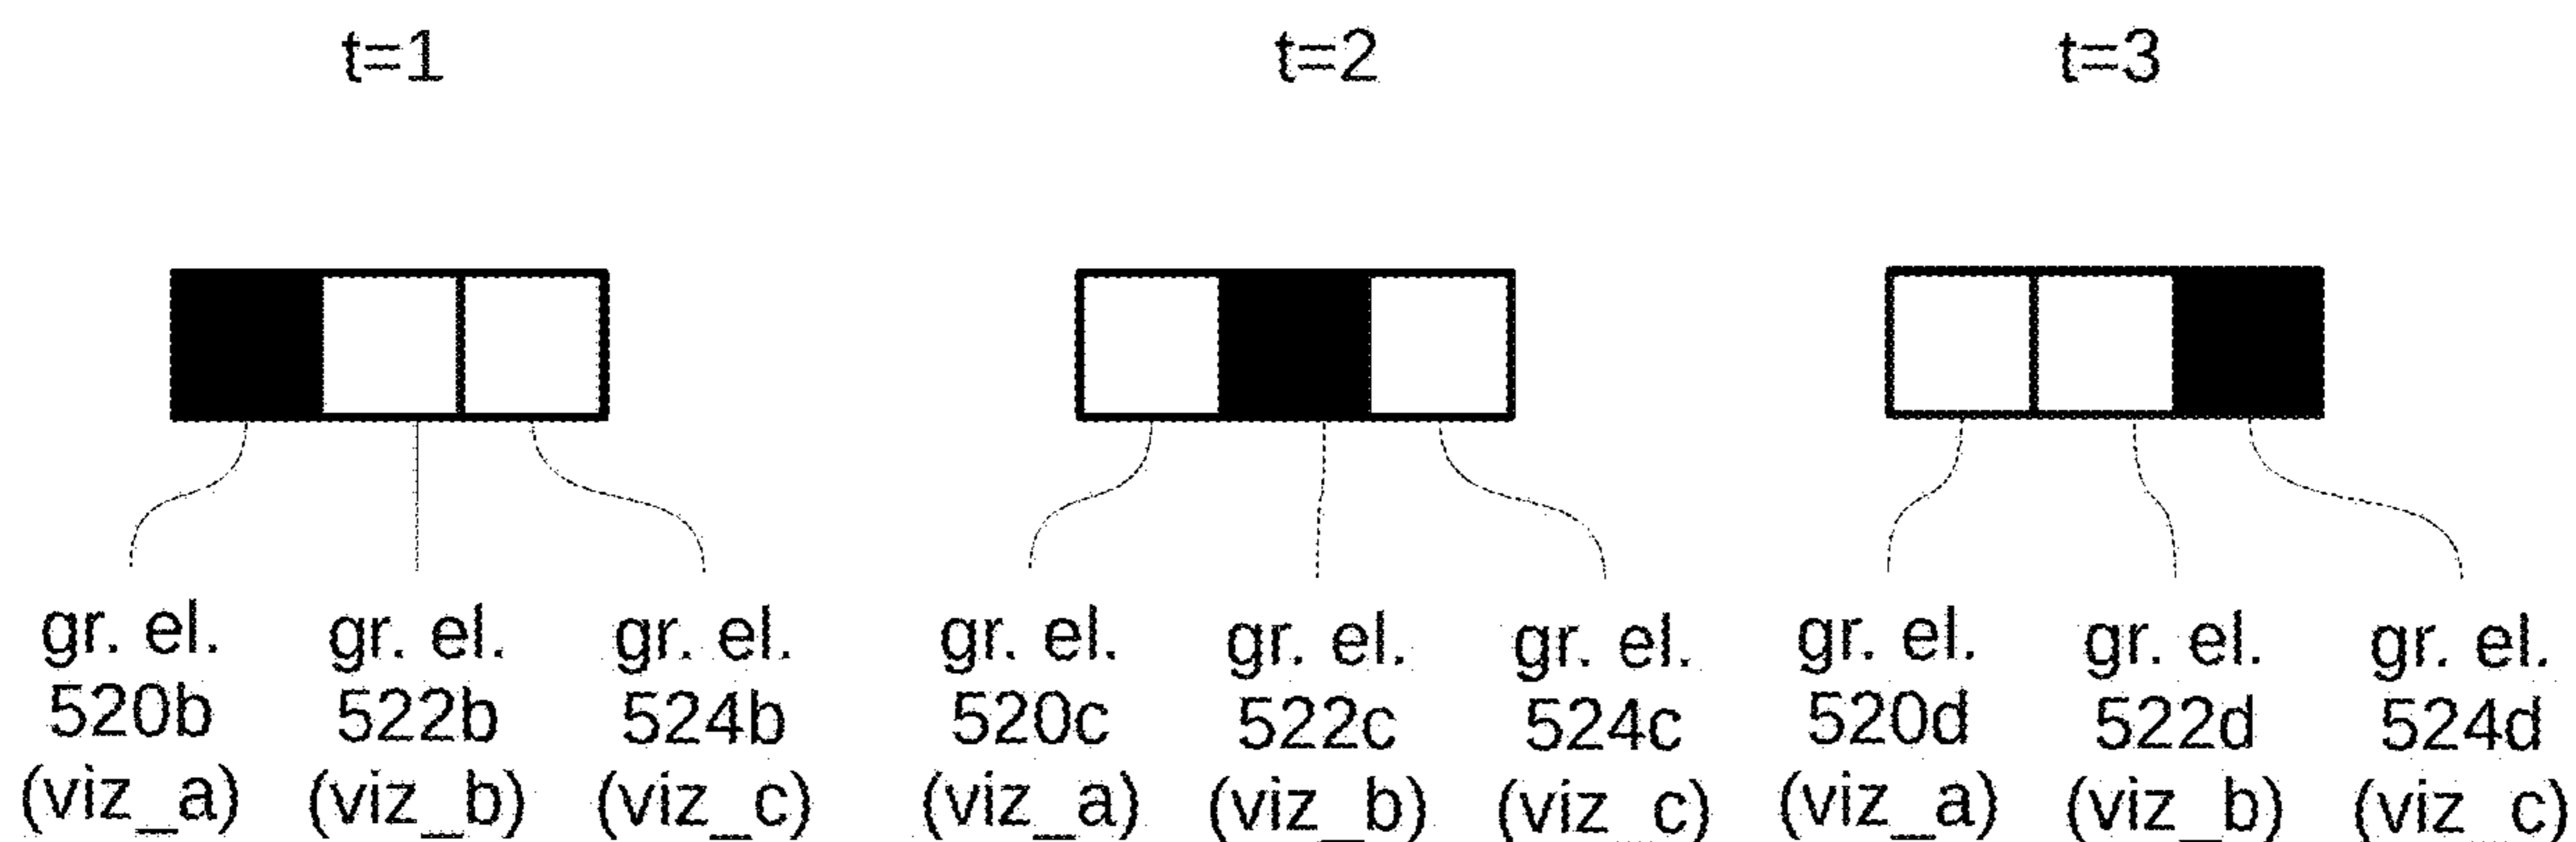 t=1
t=2
t=3
gr. el.
520b
(viz_a)
gr. el.
522b
(viz_b)
gr. el.
524b
(viz_c)
gr. el.
520c
(viz_a)
gr. el.
522c
(viz_b)
gr. el.
524c
(viz_c)
gr. el.
520d
(viz_a)
gr. el.
522d
(viz_b)
gr. el.
524d
(viz_c)